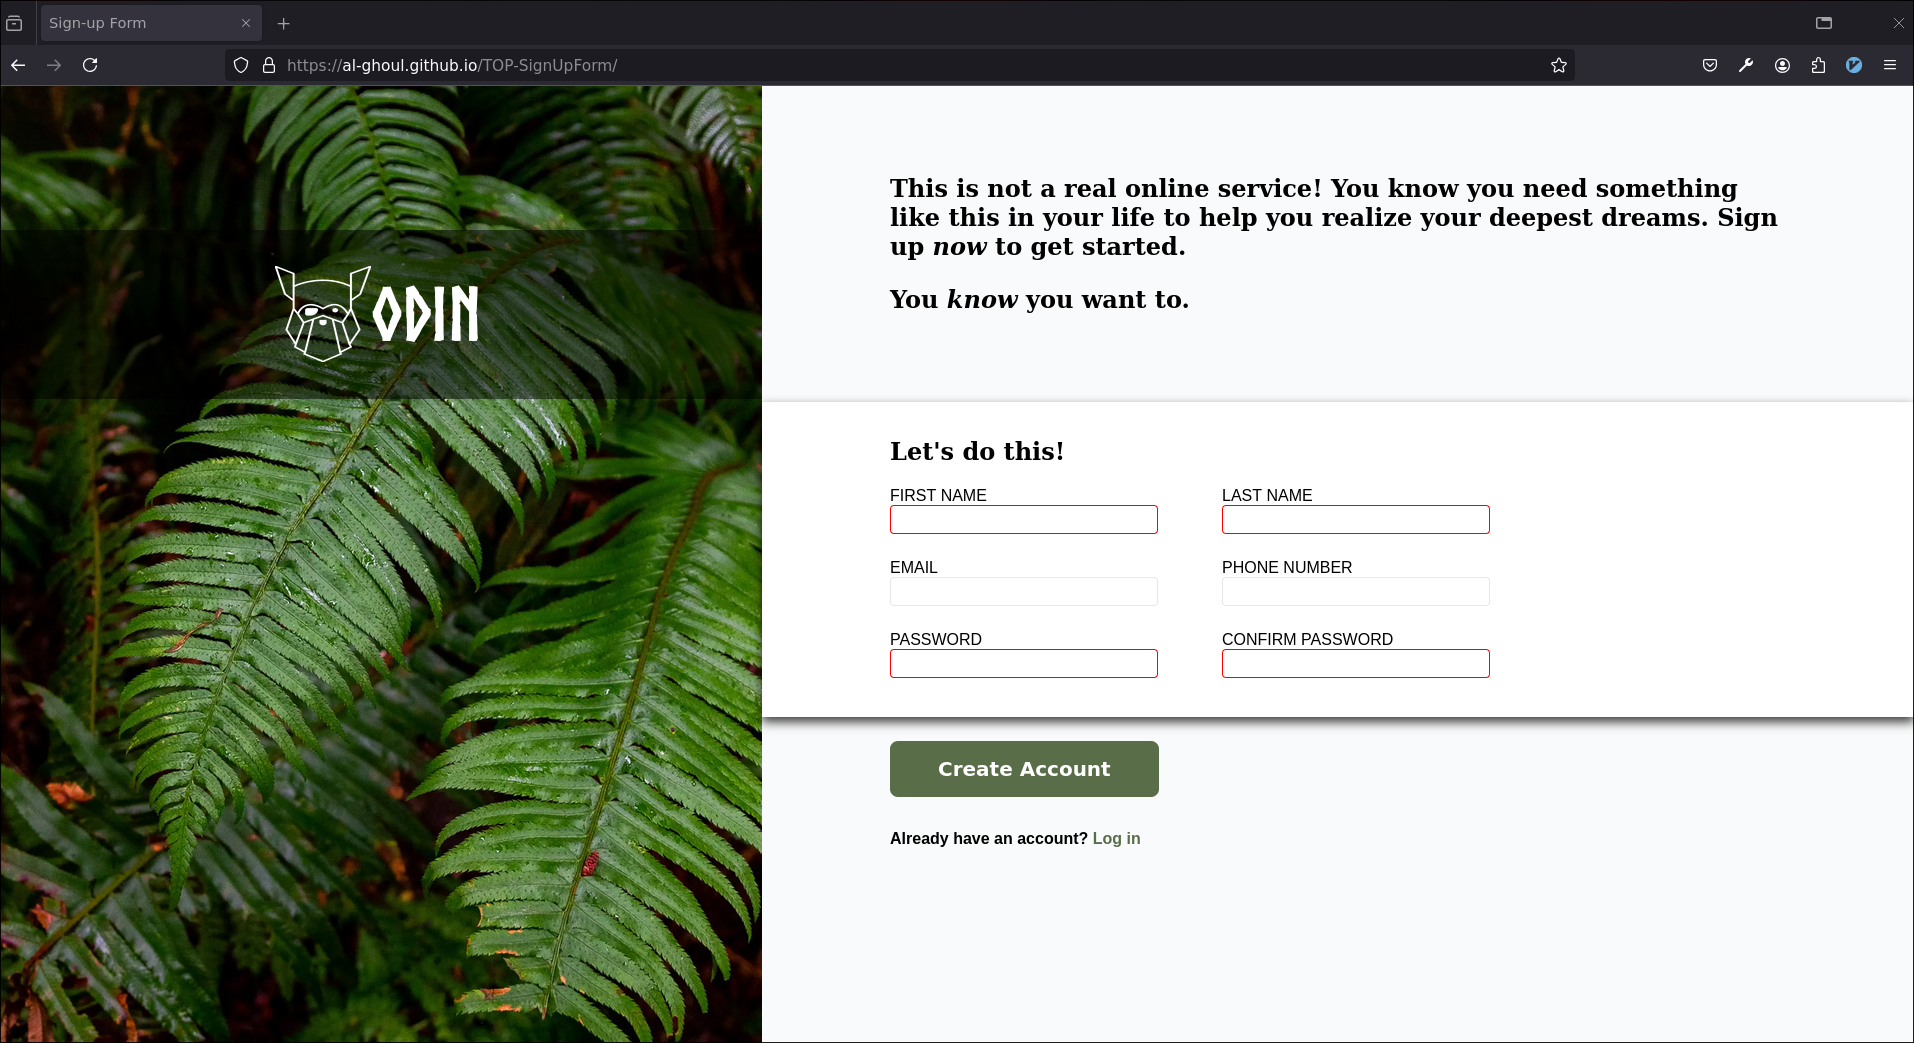 Sign-up Form
https://al-ghoul.github.io/TOP-SignUpForm/
ODIN
This is not a real online service! You know you need something
like this in your life to help you realize your deepest dreams. Sign
up now to get started.
You know you want to.
Let's do this!
FIRST NAME
LAST NAME
EMAIL
PHONE NUMBER
PASSWORD
CONFIRM PASSWORD
Create Account
Already have an account? Log in